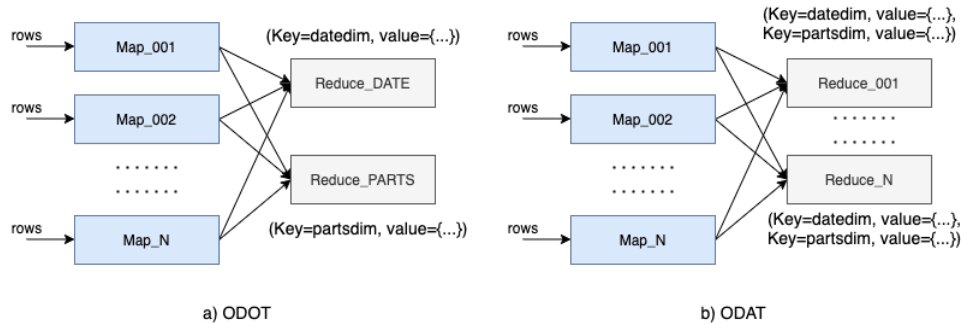 rows
Map_001
(Key=datedim, value={...})
Reduce_DATE
rows
Map_002
.......
.......
Reduce_PARTS
rows
Map_N
(Key=partsdim, value={...})
a) ODOT
(Key=datedim, value={...},
Key=partsdim, value={...})
rows
Map_001
Reduce_001
rows
Map_002
.......
.......
.......
.......
Reduce_N
rows
Map_N
(Key=datedim, value={...},
Key=partsdim, value={...})
b) ODAT